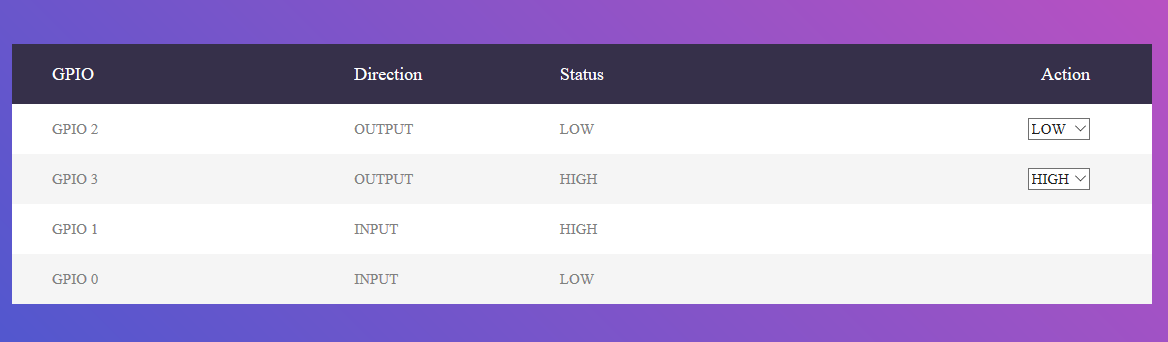 GPIO Direction Status Action
GPIO 2 OUTPUT LOW LOW
GPIO 3 OUTPUT HIGH HIGH
GPIO 1 INPUT HIGH
GPIO 0 INPUT LOW